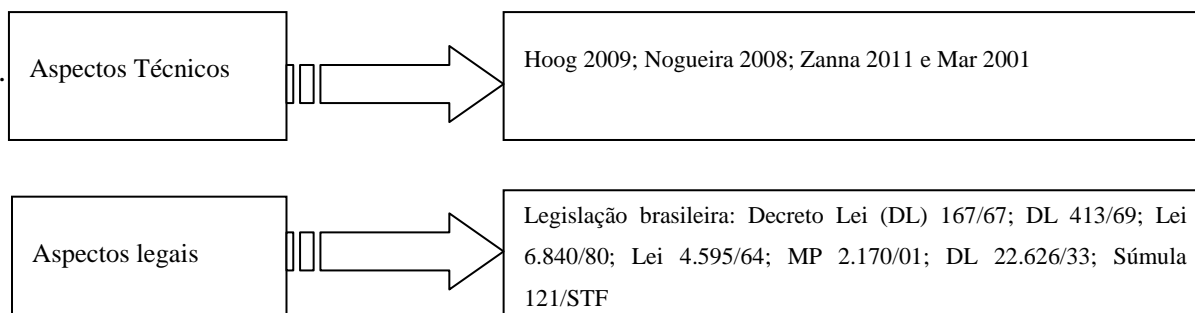 Aspectos Técnicos
Hoog 2009; Nogueira 2008; Zanna 2011 e Mar 2001
.
Aspectos legais
Legislação brasileira: Decreto Lei (DL) 167/67; DL 413/69; Lei
6.840/80; Lei 4.595/64; MP 2.170/01; DL 22.626/33; Súmula
121/STF